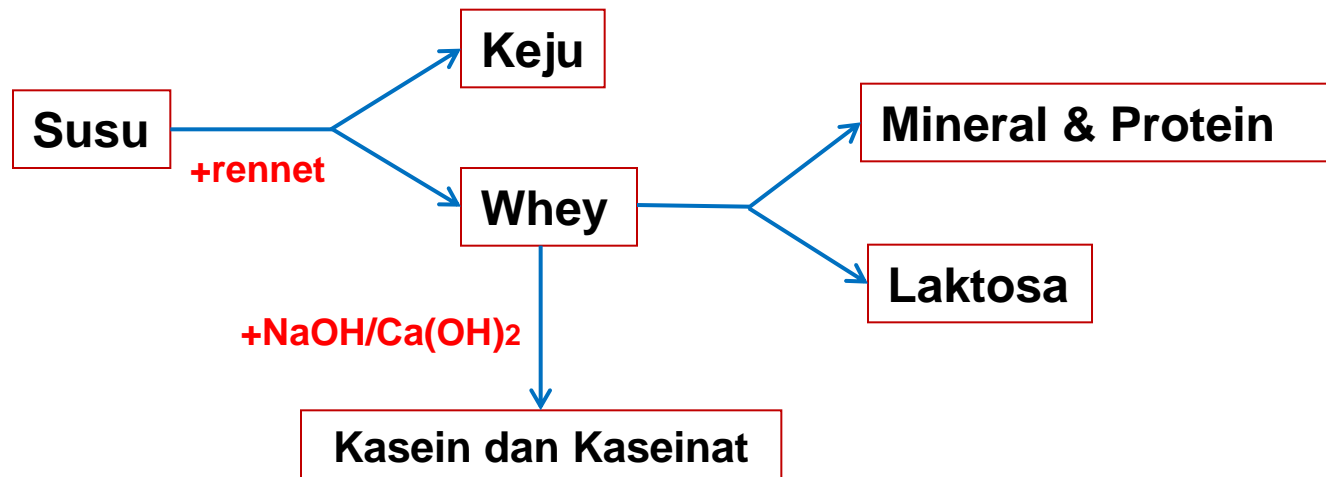 Keju
Susu
Mineral & Protein
+rennet
Whey
Laktosa
+NaOH/Ca(OH)2
Kasein dan Kaseinat